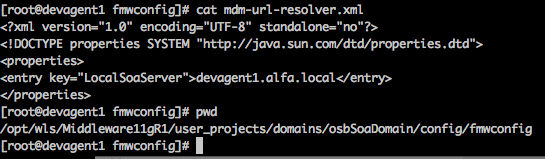 [root@devagent1 fmwconfig]# cat mdm-url-resolver.xml
<?xml version="1.0" encoding="UTF-8" standalone="no"?>
<!DOCTYPE properties SYSTEM "http://java.sun.com/dtd/properties.dtd">
<properties>
<entry key="LocalSoaServer">devagent1.alfa.local</entry>
</properties>
[root@devagent1 fmwconfig]# pwd
/opt/wls/Middleware11gR1/user_projects/domains/osbSoaDomain/config/fmwconfig
[root@devagent1 fmwconfig]#